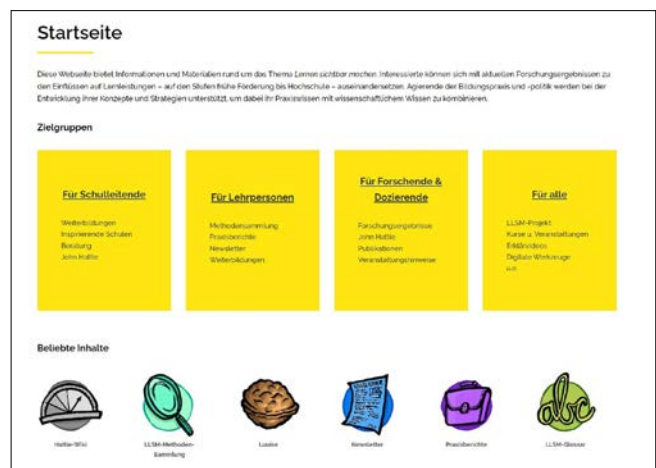 Startseite
Diese Webseite bietet Informationen und Materialien rund um das Thema Lernen sichtbar machen. Interessierte können sich mit aktuellen Forschungsergebnissen zu
den Einflüssen auf Lernleistungen – auf den Stufen frühe Förderung bis Hochschule – auseinandersetzen. Agierende der Bildungspraxis und -politik werden bei der
Entwicklung ihrer Konzepte und Strategien unterstützt, um dabei ihr Praxiswissen mit wissenschaftlichem Wissen zu kombinieren.
Zielgruppen
Für Schulleitende
Weiterbildungen
Inspirierende Schulen
Beratung
John Hattie
Für Lehrpersonen
Methodensammlung
Praxisberichte
Newsletter
Weiterbildungen
Für Forschende &
Dozierende
Forschungsergebnisse
John Hattie
Publikationen
Veranstaltungshinweise
Für alle
LLSM-Projekt
Kurse u. Veranstaltungen
Erklärvideos
Digitale Werkzeuge
Beliebte Inhalte
Hattie-Wiki
LLSM-Methoden-
Sammlung
Luuise
Newsletter
Praxisberichte
LLSM-Glossar
abc